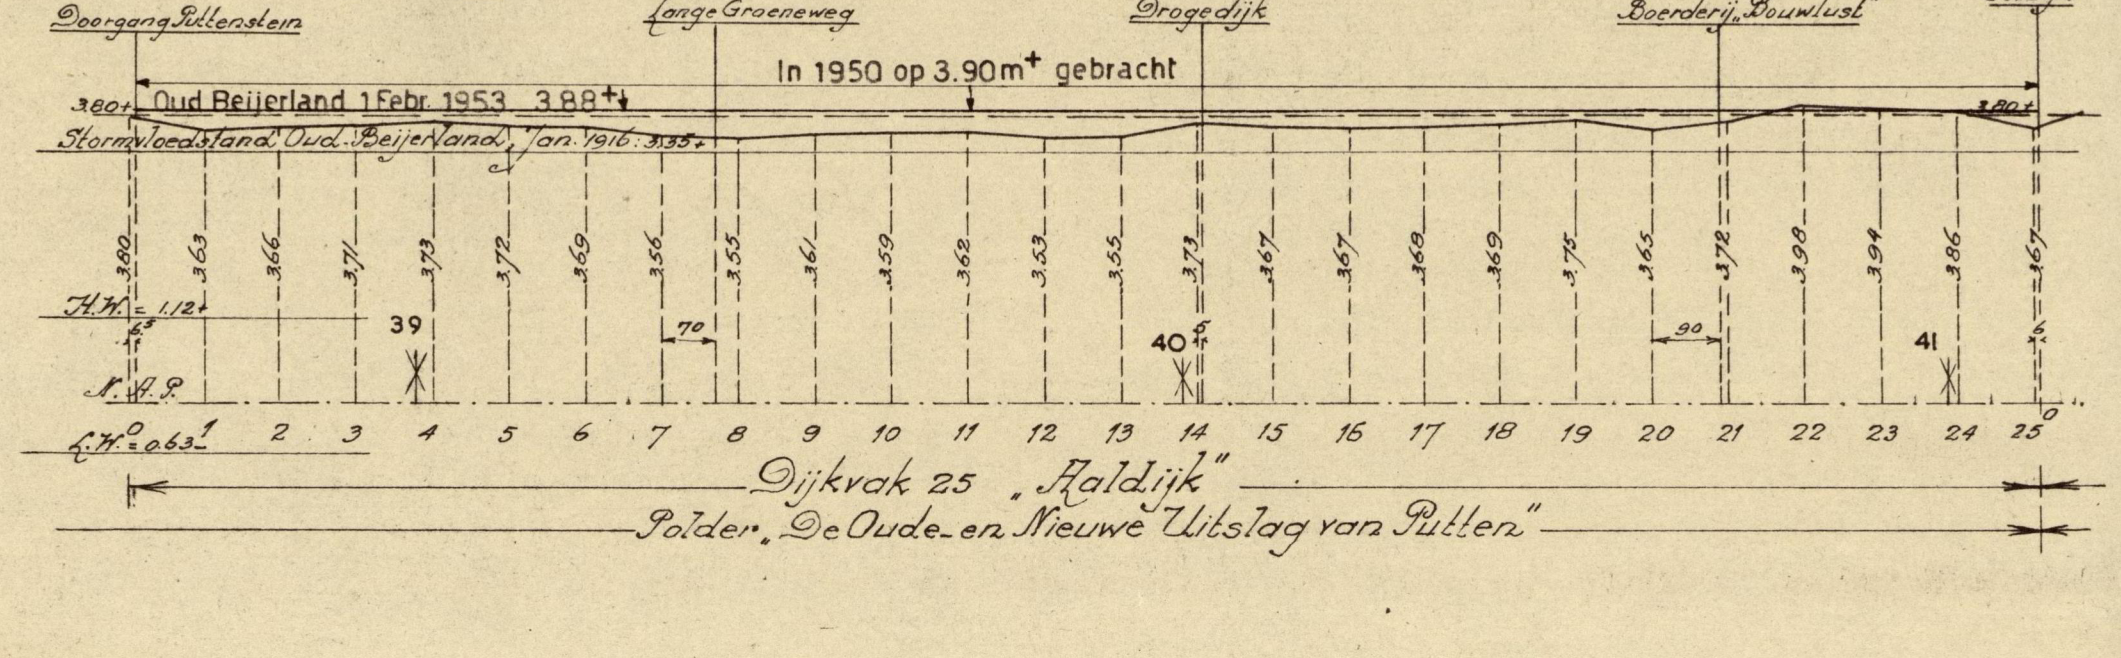 Doorgang Puttenstein
Lange Groeneweg
Drogedijk
Boerderij „Bouwlust"
In 1950 op 3.90m+ gebracht
3.80+
Oud Beijerland 1 Febr. 1953 3.88+
3.80+
Stormvloedstand Oud-Beijerland, Jan. 1916: 3.35+
3.80 3.63 3.66 3.71 3.73 3.72 3.69 3.56 3.55 3.61 3.59 3.62 3.53 3.55 3.73 3.67 3.67 3.68 3.69 3.75 3.65 3.72 3.98 3.94 3.86 3.67
H.W. = 1.12+
6.5 39 70 40 5 90 41 6
N.A.P.
0 1 2 3 4 5 6 7 8 9 10 11 12 13 14 15 16 17 18 19 20 21 22 23 24 25 0
L.W. = 0.63-
Dijkvak 25 „Aaldijk"
Polder „De Oude- en Nieuwe Uitslag van Putten"